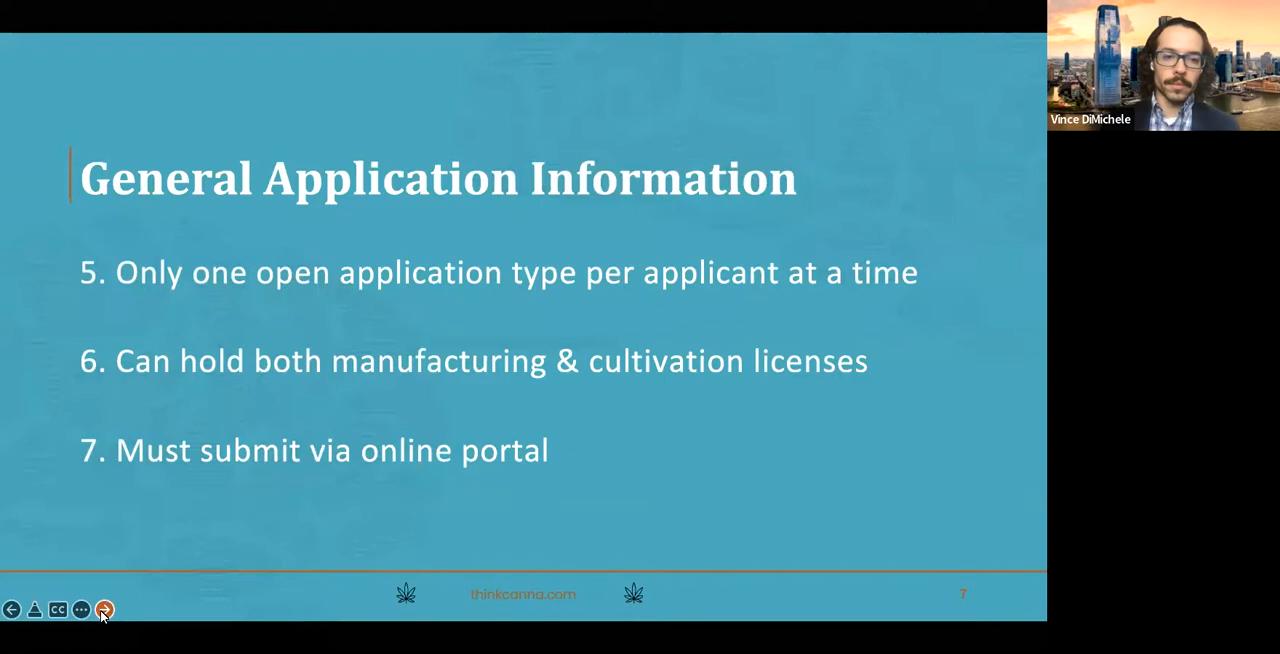 General Application Information
5. Only one open application type per applicant at a time
6. Can hold both manufacturing & cultivation licenses
7. Must submit via online portal
thinkcanna.com
7
CC
Vince DiMichele